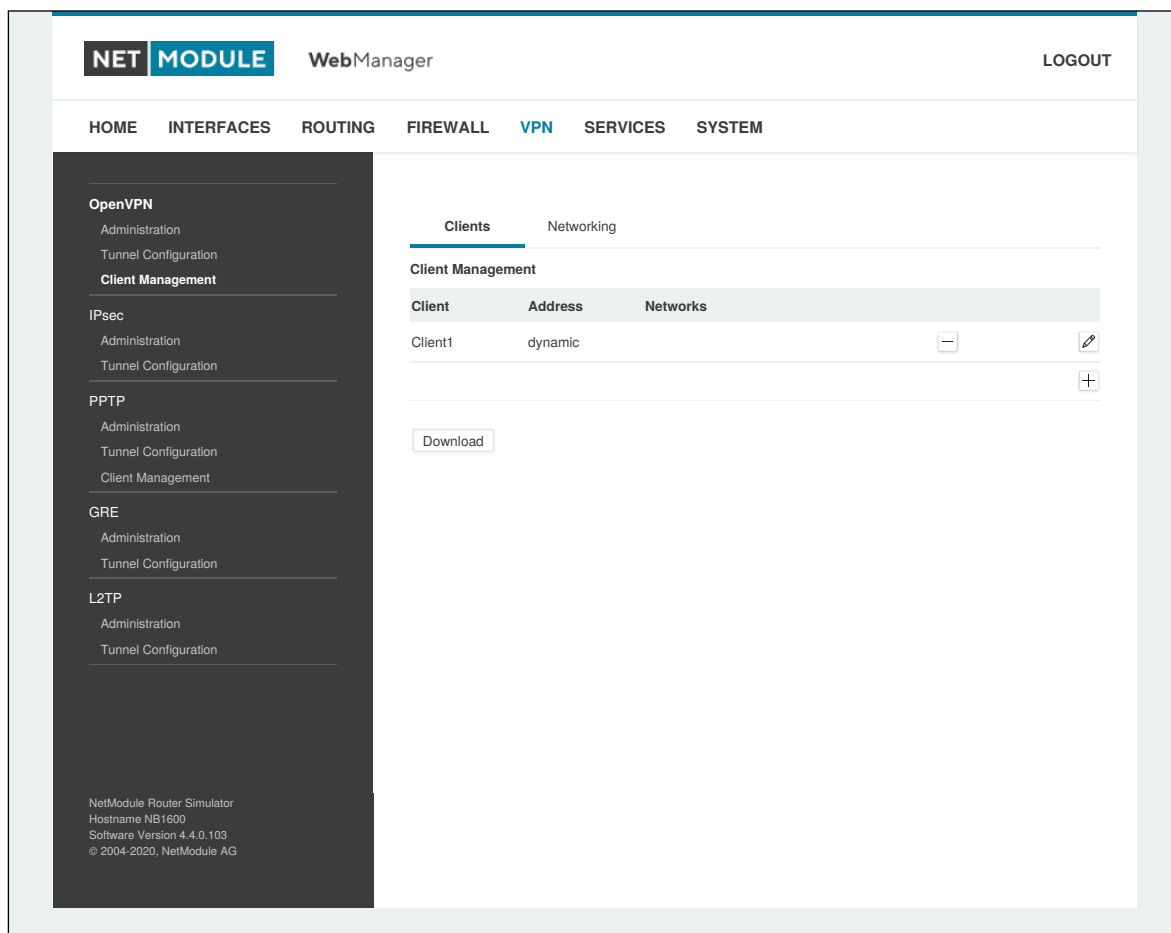 NET MODULE WebManager LOGOUT
HOME INTERFACES ROUTING FIREWALL VPN SERVICES SYSTEM
OpenVPN
Administration
Tunnel Configuration
Client Management
IPsec
Administration
Tunnel Configuration
PPTP
Administration
Tunnel Configuration
Client Management
GRE
Administration
Tunnel Configuration
L2TP
Administration
Tunnel Configuration
NetModule Router Simulator
Hostname NB1600
Software Version 4.4.0.103
© 2004-2020, NetModule AG
Clients Networking
Client Management
Client Address Networks
Client1 dynamic
Download